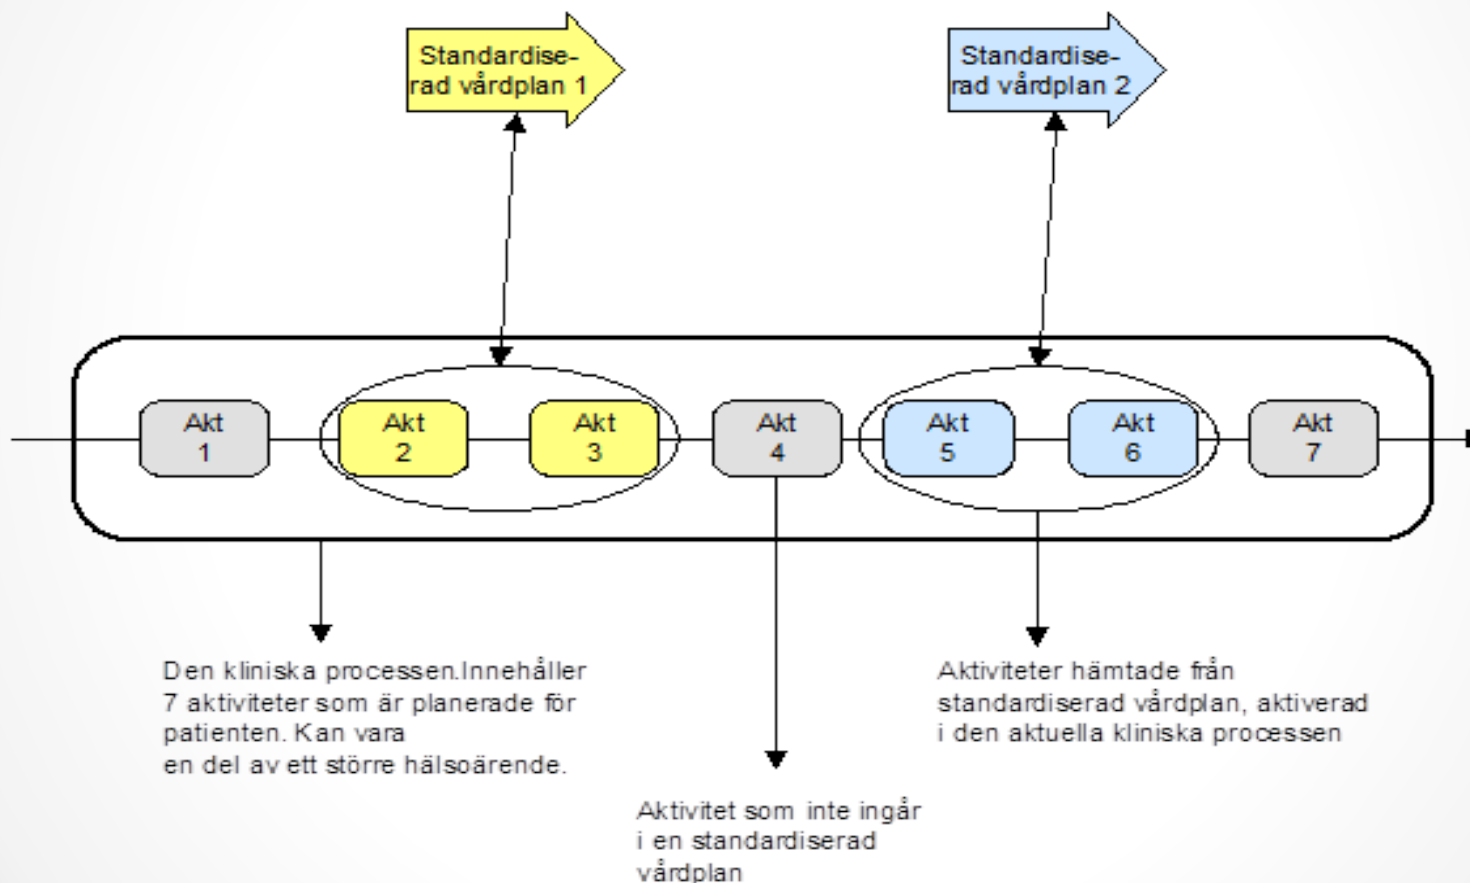 Standardise-
rad vårdplan 1
Standardise-
rad vårdplan 2
Akt
1
Akt
2
Akt
3
Akt
4
Akt
5
Akt
6
Akt
7
Den kliniska processen.Innehåller
7 aktiviteter som är planerade för
patienten. Kan vara
en del av ett större hälsoärende.
Aktiviteter hämtade från
standardiserad vårdplan, aktiverad
i den aktuella kliniska processen
Aktivitet som inte ingår
i en standardiserad
vårdplan